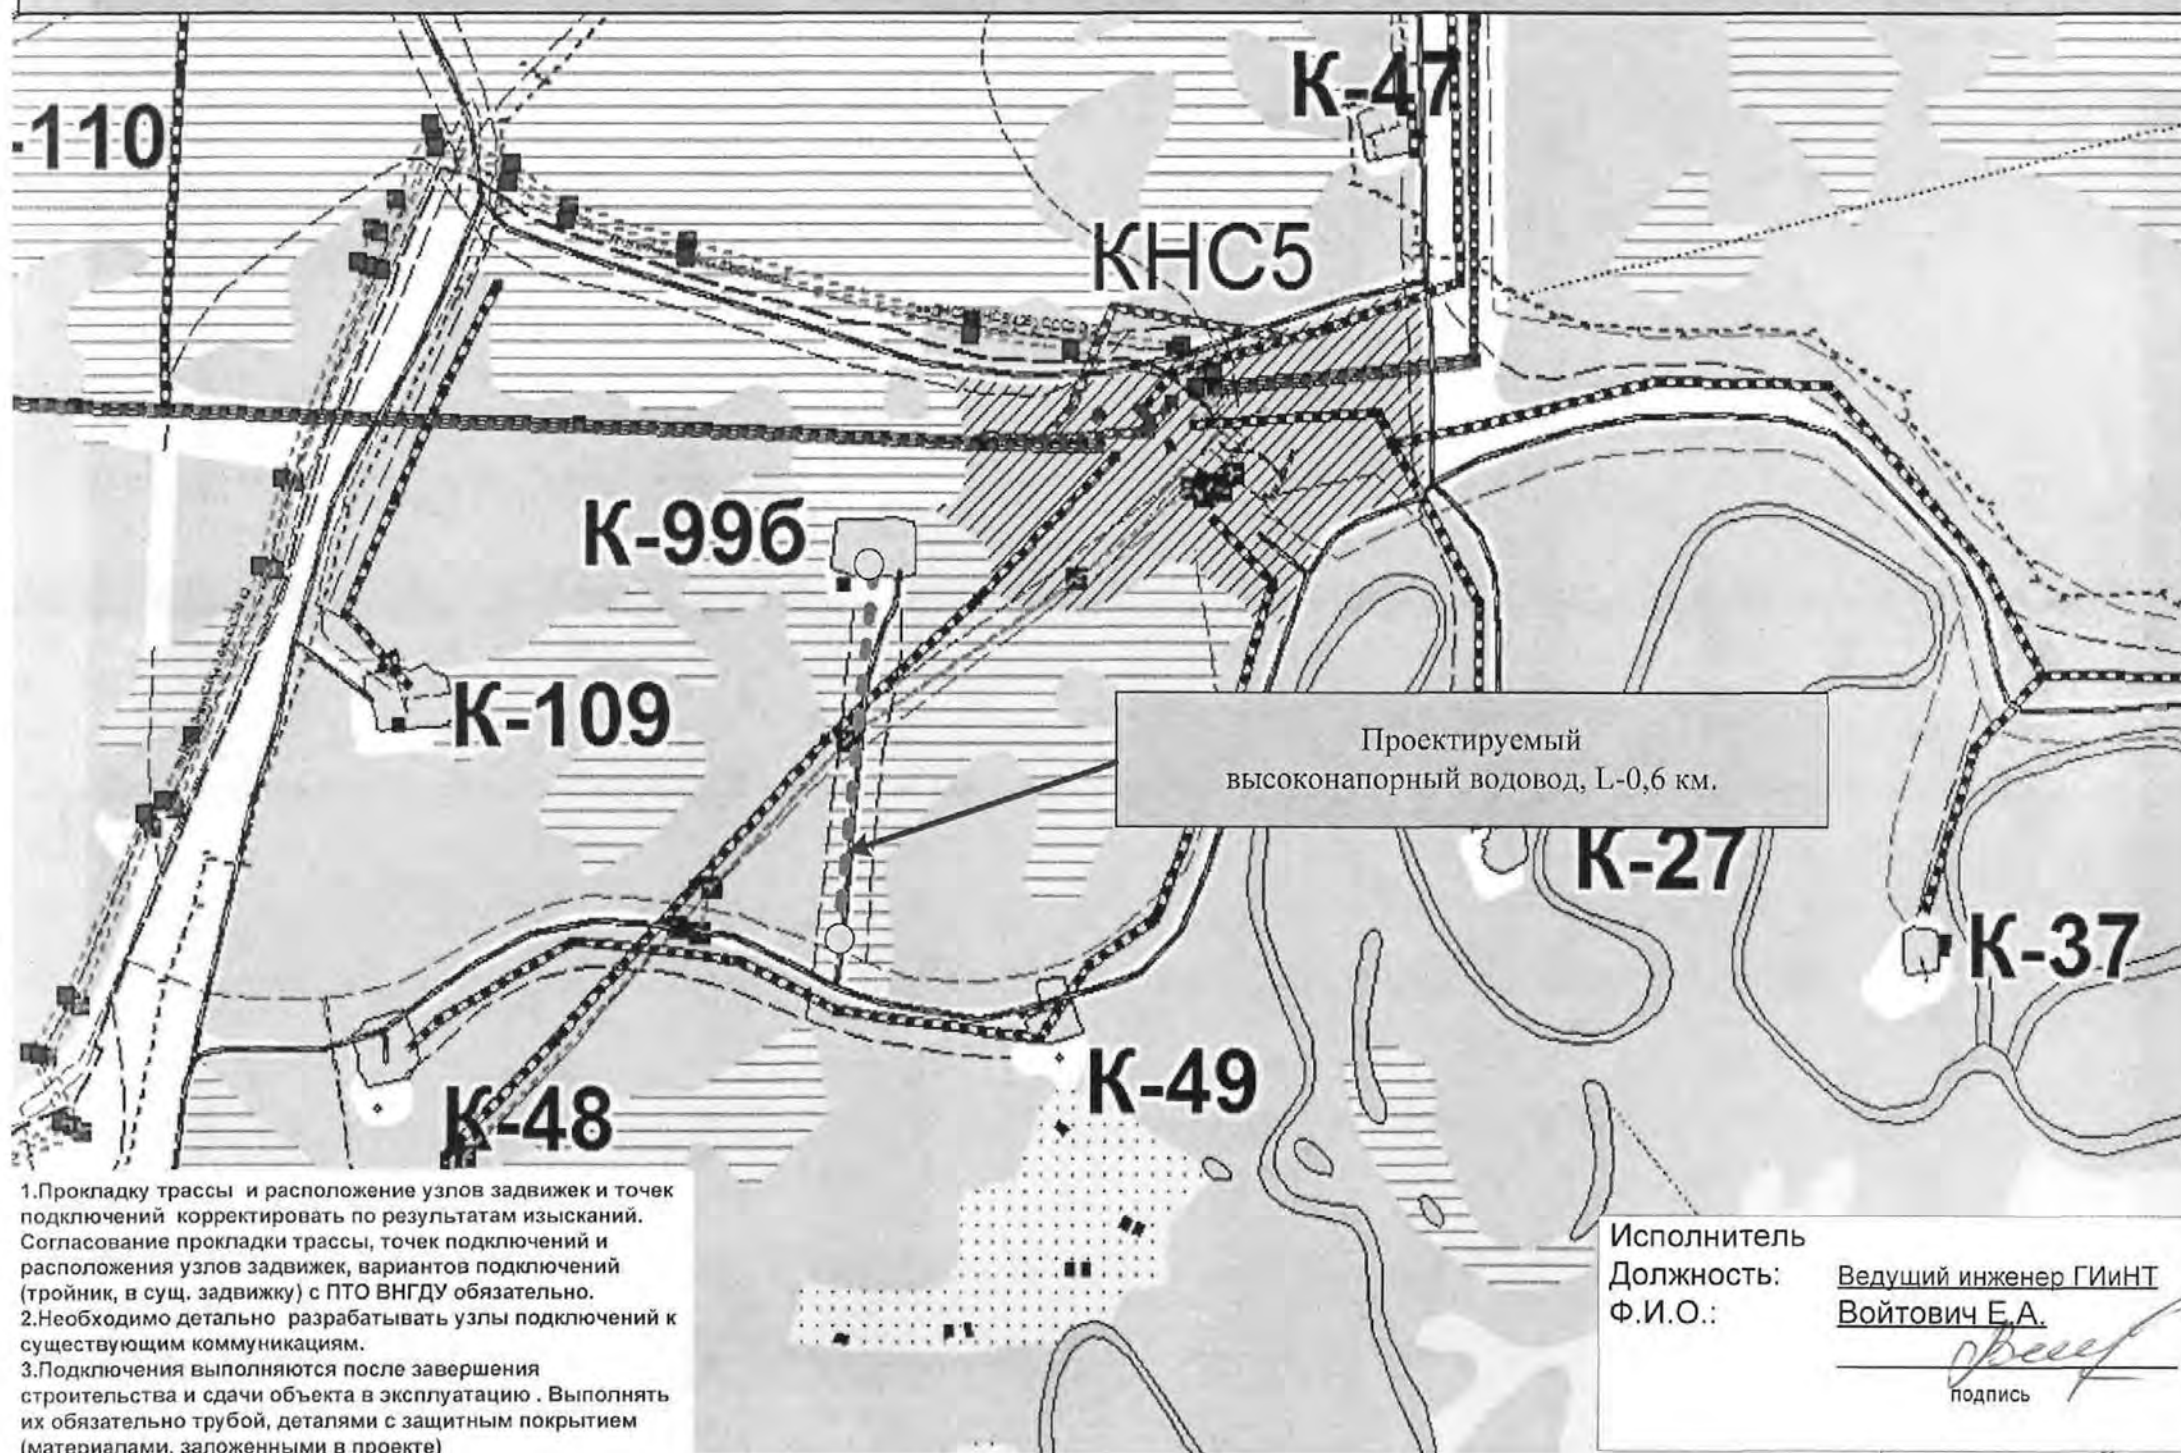 К-47
-110
КНС5
К-99б
К-109
Проектируемый
высоконапорный водовод, L-0,6 км.
К-27
К-37
К-49
К-48
1.Прокладку трассы и расположение узлов задвижек и точек
подключений корректировать по результатам изысканий.
Согласование прокладки трассы, точек подключений и
расположения узлов задвижек, вариантов подключений
(тройник, в сущ. задвижку) с ПТО ВНГДУ обязательно.
2.Необходимо детально разрабатывать узлы подключений к
существующим коммуникациям.
3.Подключения выполняются после завершения
строительства и сдачи объекта в эксплуатацию . Выполнять
их обязательно трубой, деталями с защитным покрытием
(материалами, заложенными в проекте)
Исполнитель
Должность: Ведущий инженер ГИиНТ
Ф.И.О.: Войтович Е.А.
подпись